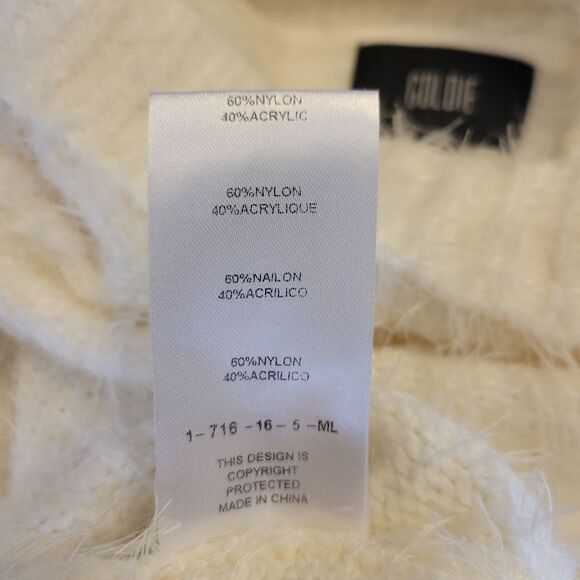 GOLDIE
60%NYLON
40%ACRYLIC
60%NYLON
40%ACRYLIQUE
60%NAILON
40%ACRILICO
60%NYLON
40%ACRILICO
1-716-16-5-ML
THIS DESIGN IS
COPYRIGHT
PROTECTED
MADE IN CHINA